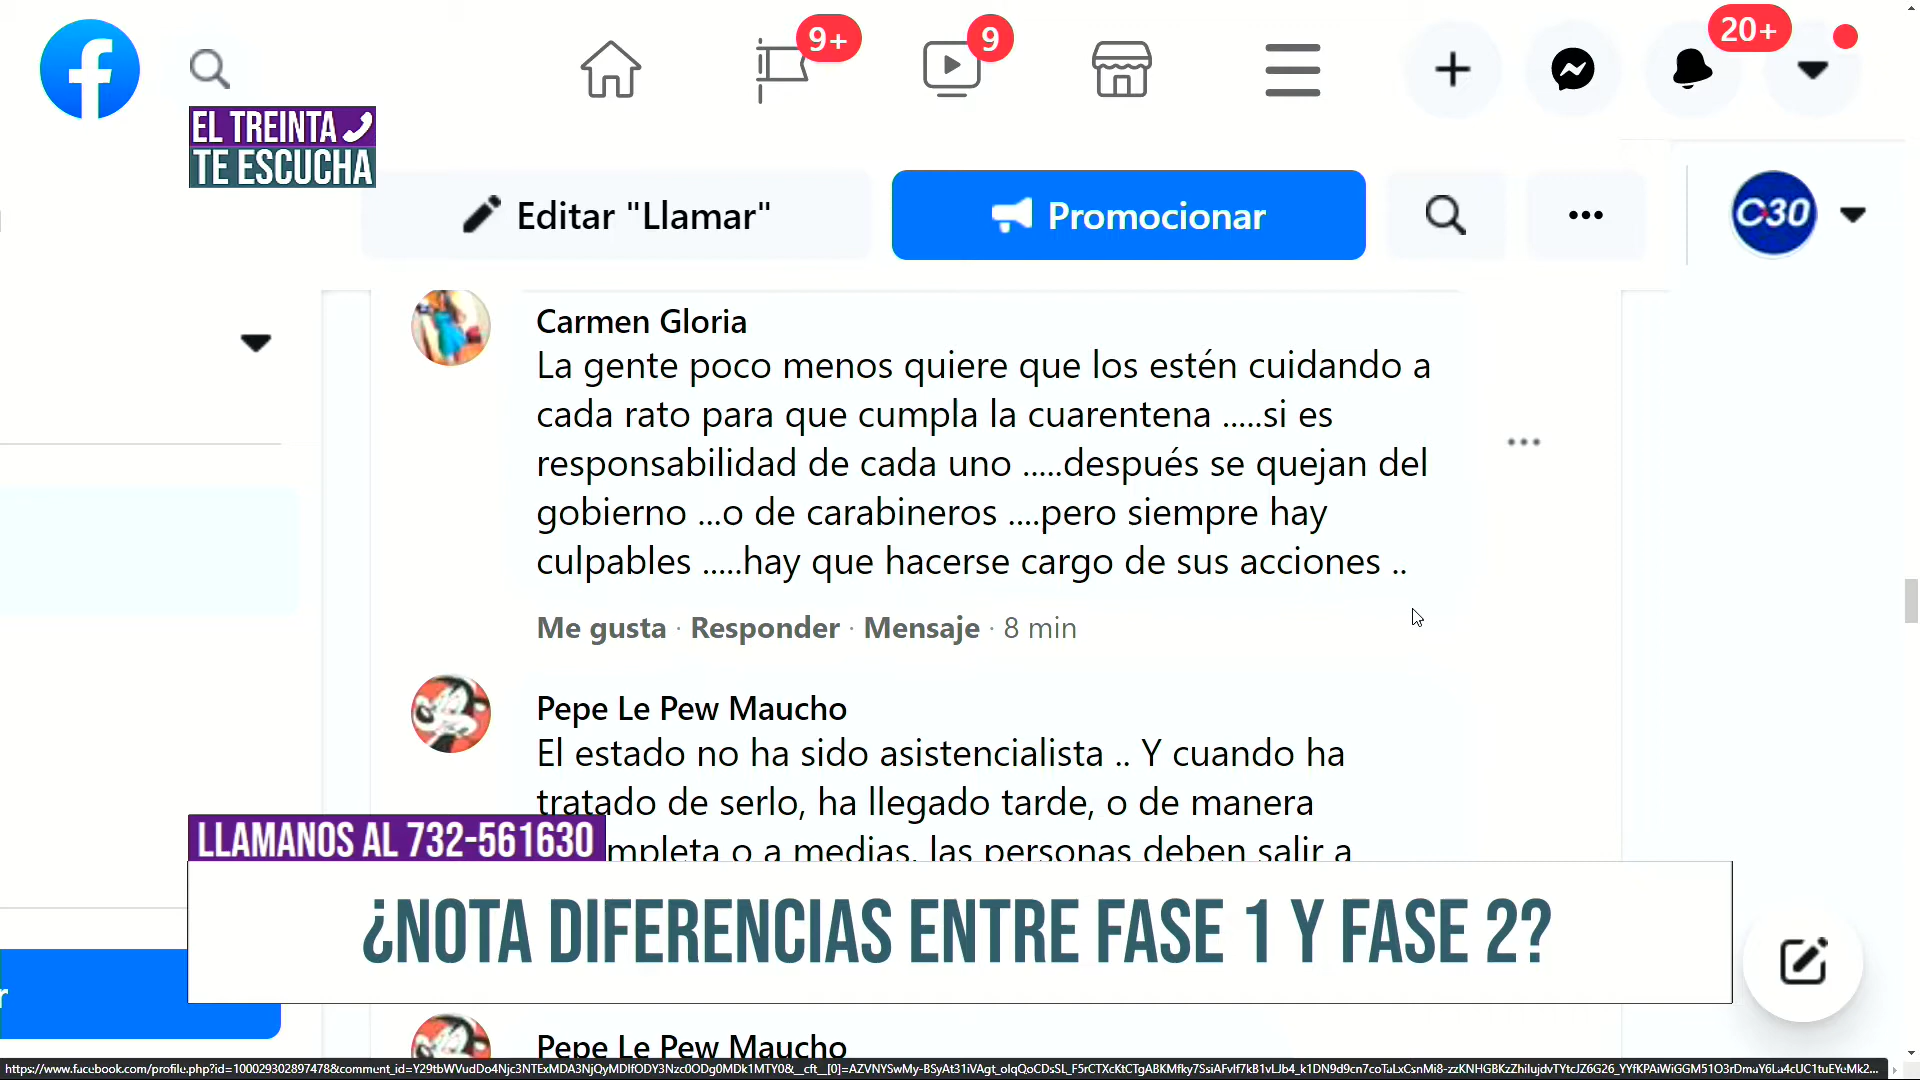 9+
9
20+
EL TREINTA
TE ESCUCHA
Editar "Llamar"
Promocionar
C30
Carmen Gloria
La gente poco menos quiere que los estén cuidando a
cada rato para que cumpla la cuarentena .....si es
responsabilidad de cada uno .....después se quejan del
gobierno ...o de carabineros ....pero siempre hay
culpables .....hay que hacerse cargo de sus acciones ..
Me gusta · Responder · Mensaje · 8 min
Pepe Le Pew Maucho
El estado no ha sido asistencialista .. Y cuando ha
tratado de serlo, ha llegado tarde, o de manera
mpleta o a medias, las personas deben salir a
LLAMANOS AL 732-561630
¿NOTA DIFERENCIAS ENTRE FASE 1 Y FASE 2?
r
Pepe Le Pew Maucho